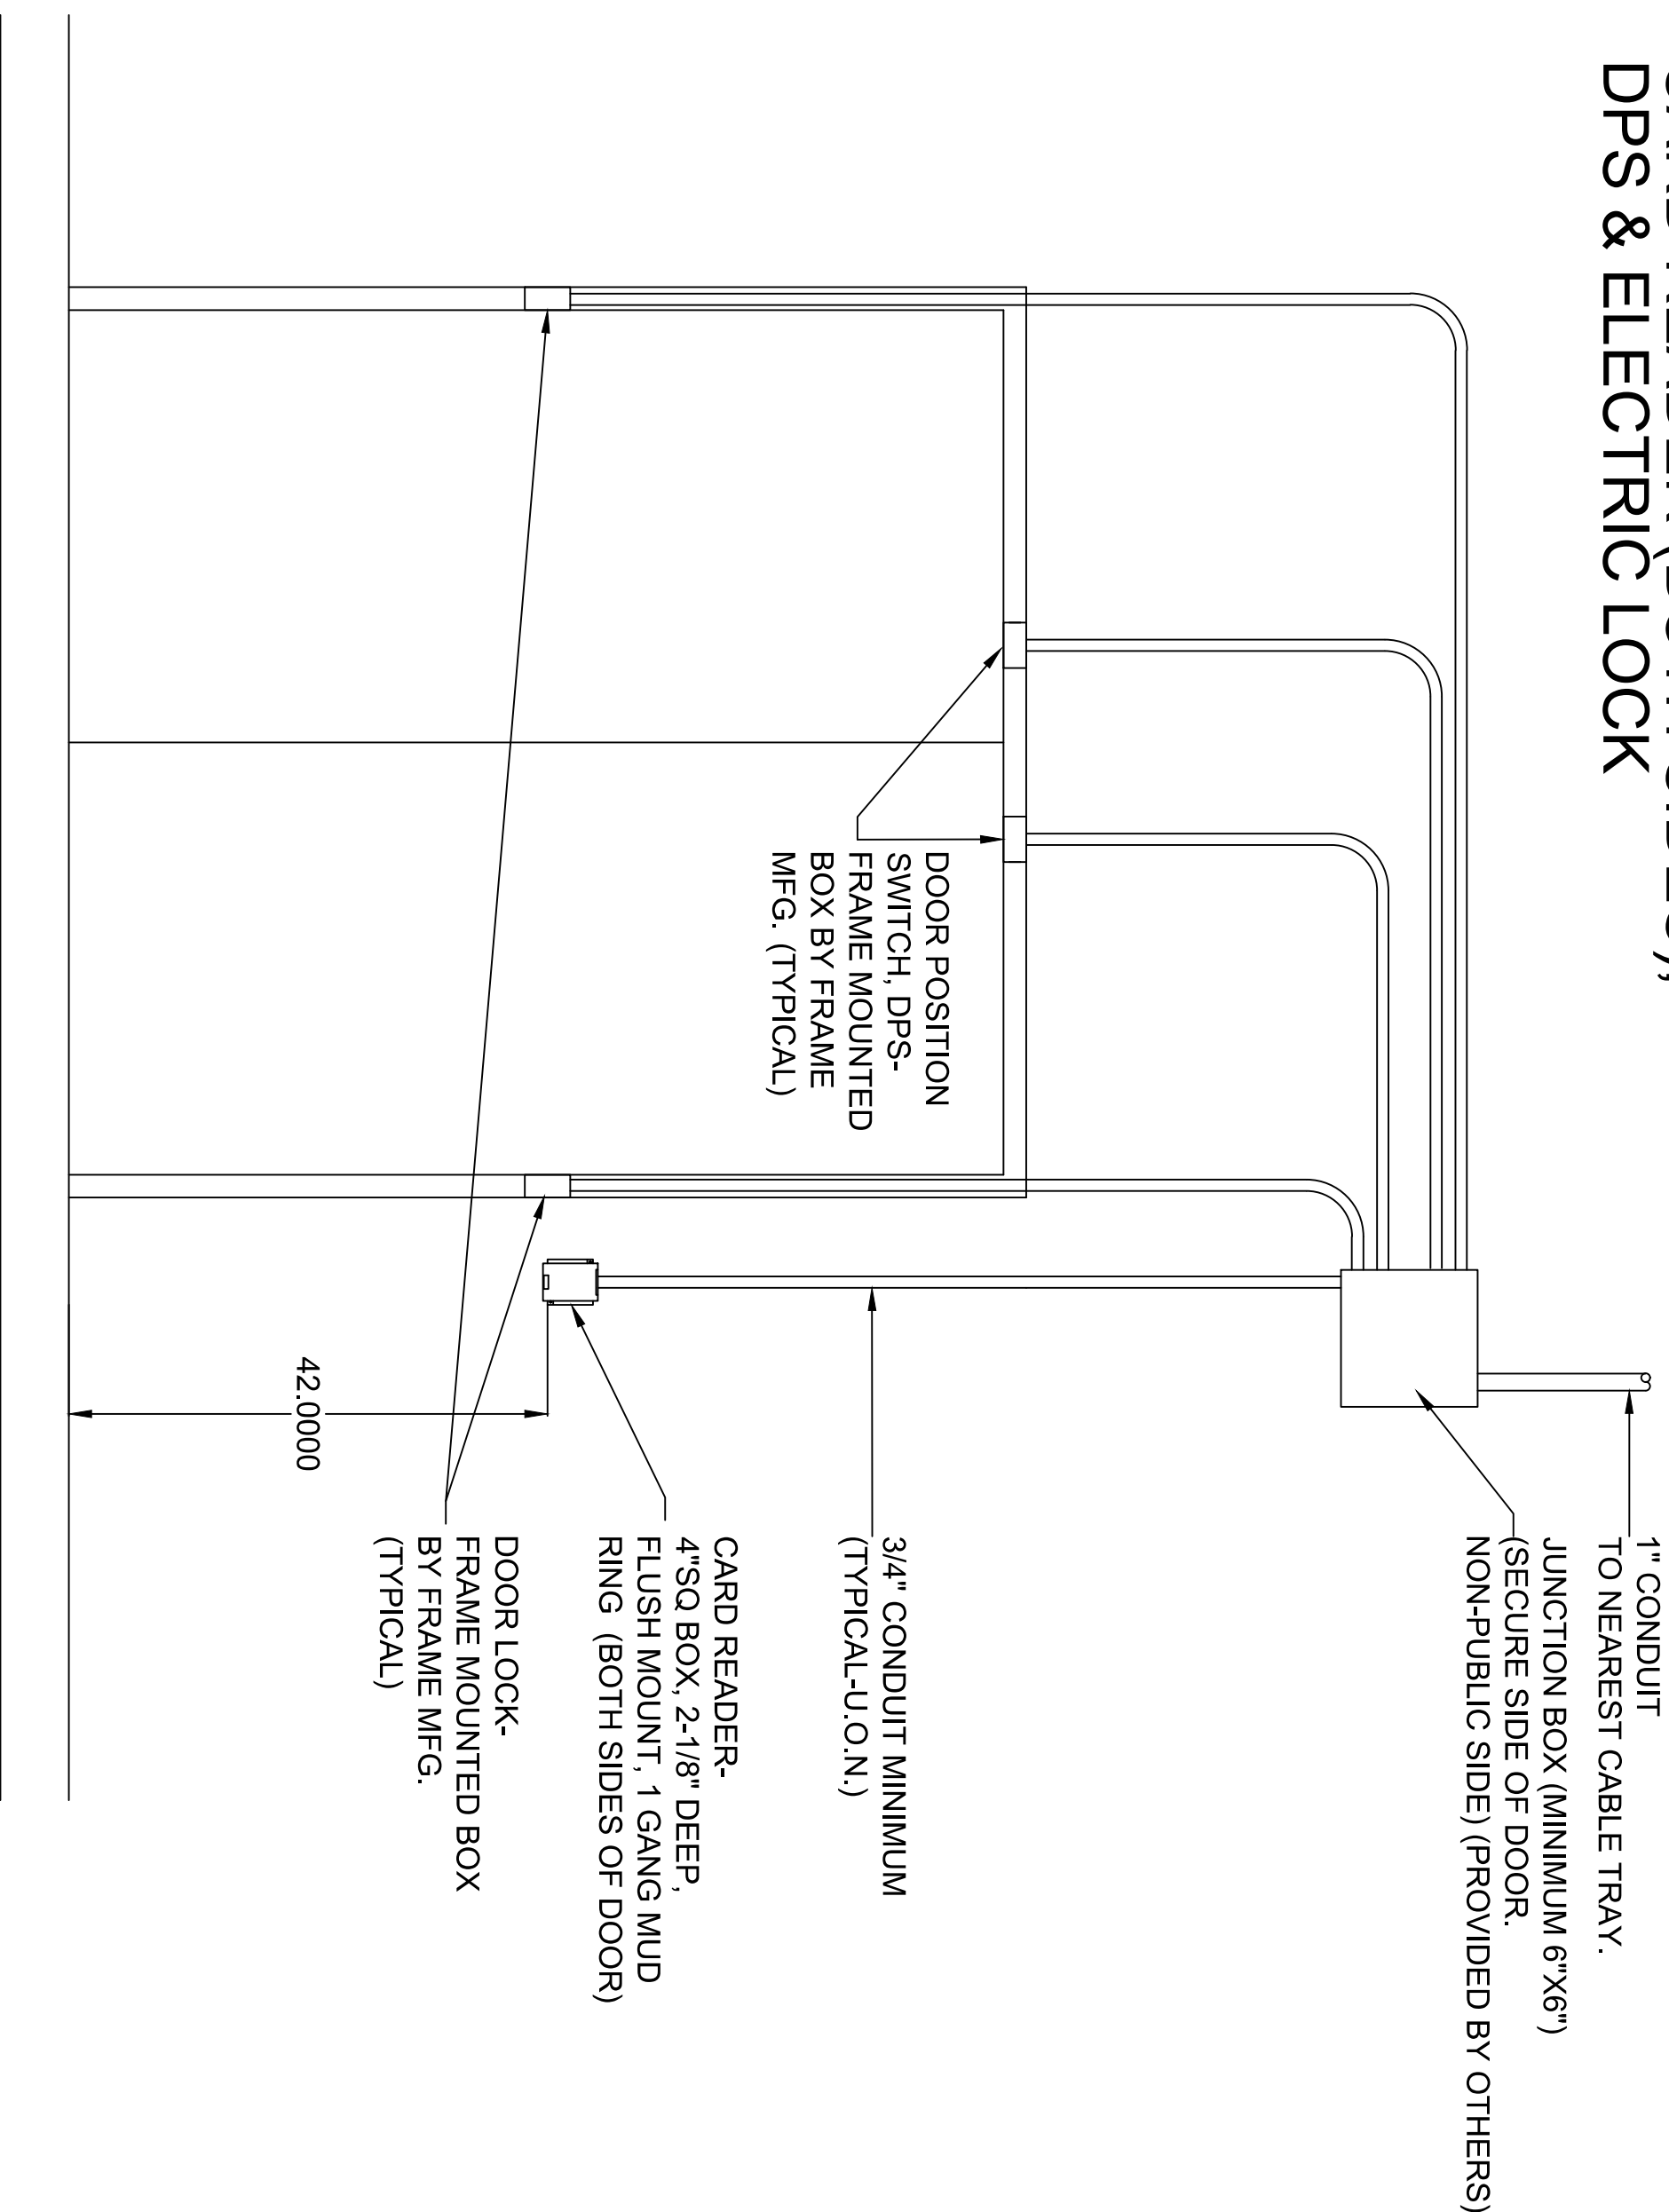 DPS & ELECTRIC LOCK
1" CONDUIT
TO NEAREST CABLE TRAY.
JUNCTION BOX (MINIMUM 6"X6")
(SECURE SIDE OF DOOR.
NON-PUBLIC SIDE) (PROVIDED BY OTHERS)
DOOR POSITION
SWITCH, DPS-
FRAME MOUNTED
BOX BY FRAME
MFG. (TYPICAL)
3/4" CONDUIT MINIMUM
(TYPICAL-U.O.N.)
CARD READER-
4"SQ BOX, 2-1/8" DEEP,
FLUSH MOUNT, 1 GANG MUD
RING (BOTH SIDES OF DOOR)
DOOR LOCK-
FRAME MOUNTED BOX
BY FRAME MFG.
(TYPICAL)
42.0000